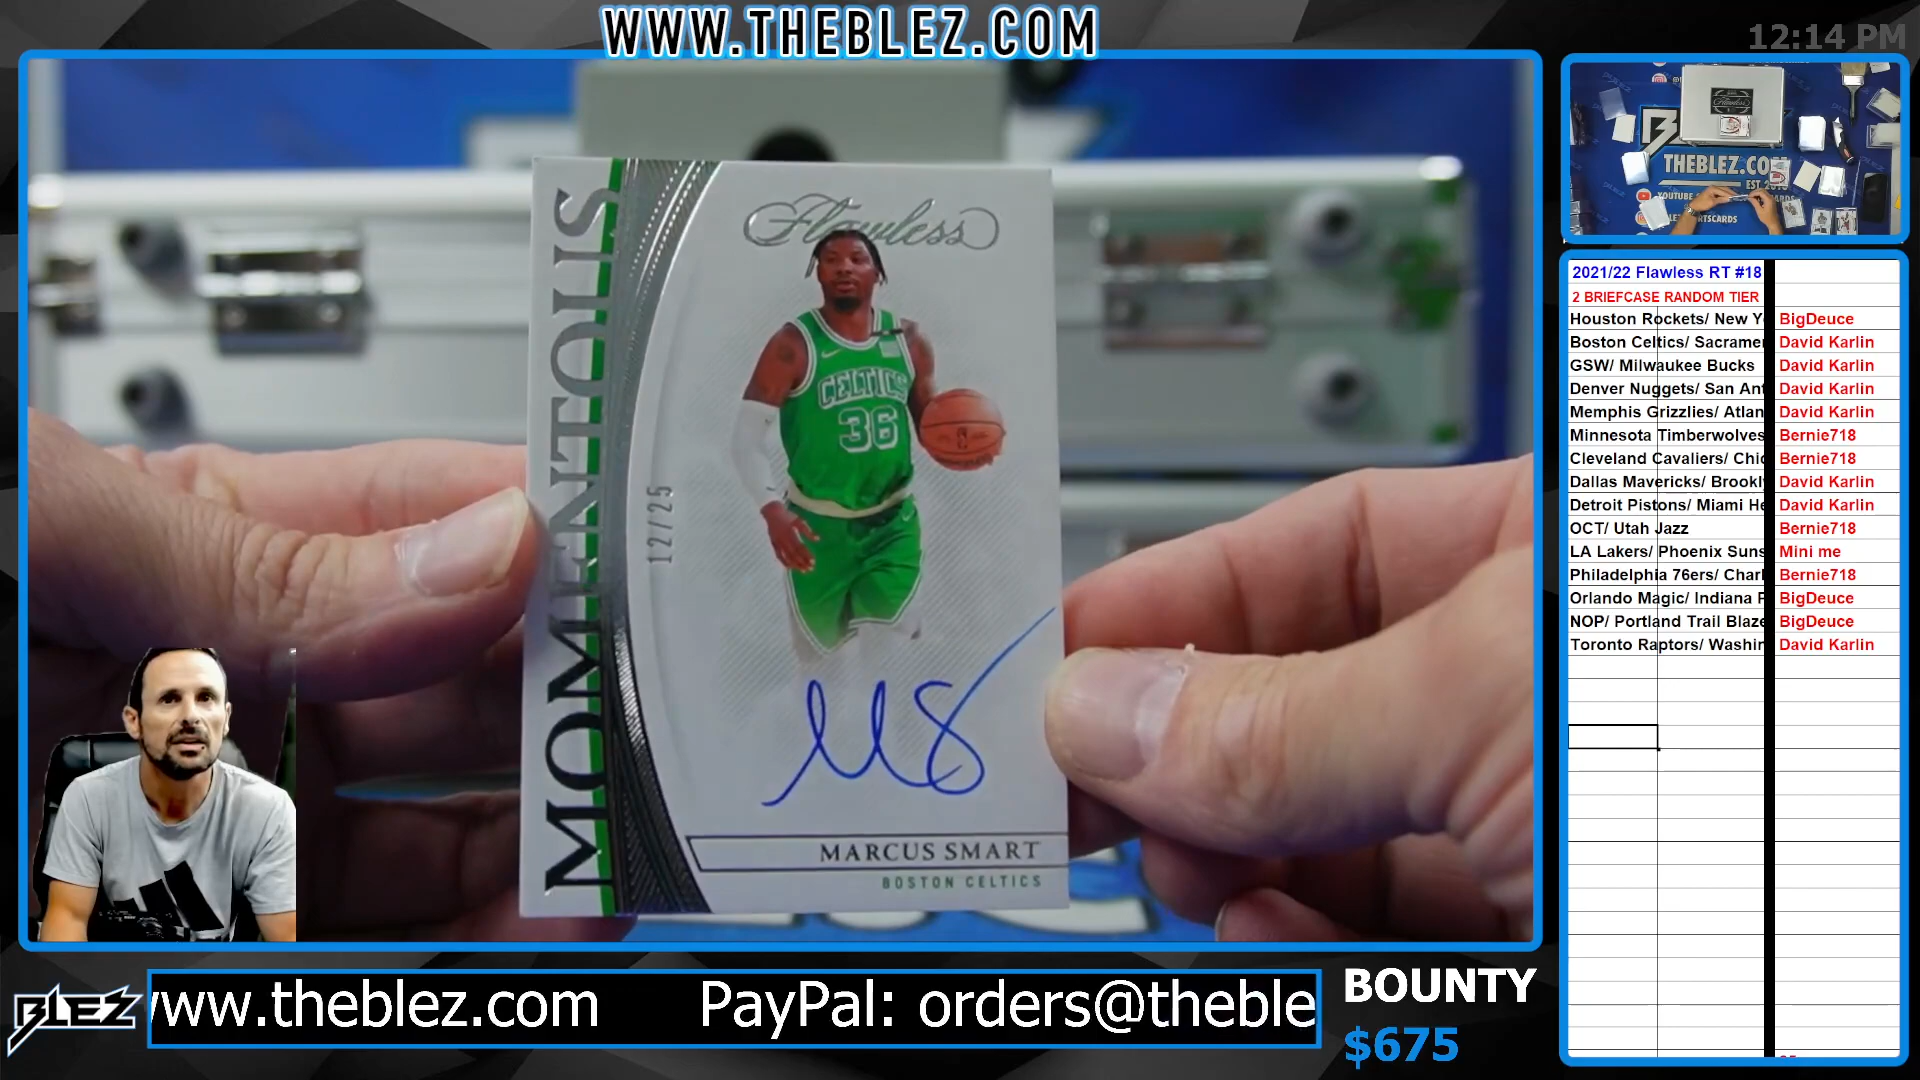 WWW.THEBLEZ.COM
12:14 PM
Flawless
MOMENTOUS
12/25
CELTICS
36
MARCUS SMART
BOSTON CELTICS
THEBLEZ.CO
YOUTUBE
2021/22 Flawless RT #18
2 BRIEFCASE RANDOM TIER
Houston Rockets/ New Y BigDeuce
Boston Celtics/ Sacramer David Karlin
GSW/ Milwaukee Bucks David Karlin
Denver Nuggets/ San Ant David Karlin
Memphis Grizzlies/ Atlan David Karlin
Minnesota Timberwolves Bernie718
Cleveland Cavaliers/ Chic Bernie718
Dallas Mavericks/ Brookly David Karlin
Detroit Pistons/ Miami He David Karlin
OCT/ Utah Jazz Bernie718
LA Lakers/ Phoenix Suns Mini me
Philadelphia 76ers/ Charl Bernie718
Orlando Magic/ Indiana P BigDeuce
NOP/ Portland Trail Blaze BigDeuce
Toronto Raptors/ Washin David Karlin
BLEZ
www.theblez.com PayPal: orders@theble
BOUNTY
$675